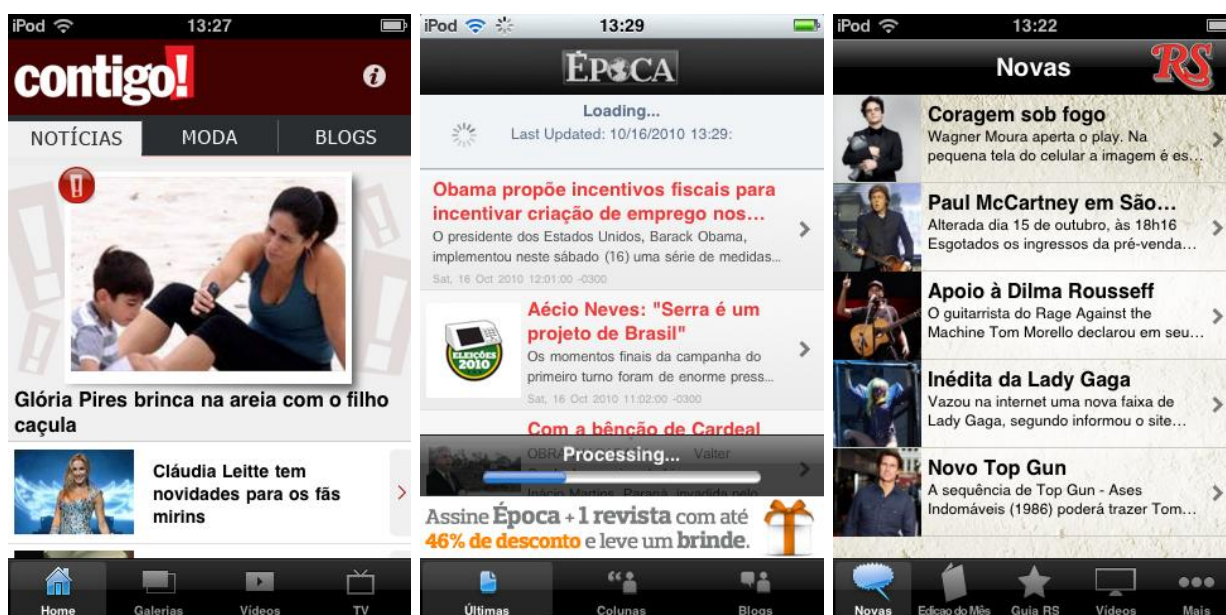 iPod 13:27
contigo!
NOTÍCIAS MODA BLOGS
Glória Pires brinca na areia com o filho
caçula
Cláudia Leitte tem
novidades para os fãs
mirins
Home Galerias Vídeos TV
iPod 13:29
ÉPOCA
Loading...
Last Updated: 10/16/2010 13:29:
Obama propõe incentivos fiscais para
incentivar criação de emprego nos...
O presidente dos Estados Unidos, Barack Obama,
implementou neste sábado (16) uma série de medidas...
Sat, 16 Oct 2010 12:01:00 -0300
Aécio Neves: "Serra é um
projeto de Brasil"
Os momentos finais da campanha do
primeiro turno foram de enorme press...
Sat, 16 Oct 2010 11:02:00 -0300
ELEIÇÕES
2010
Com a bênção de Cardeal
Valter
Processing...
Inácio Martins, Paraná, invadida pelo
Assine Época + 1 revista com até
46% de desconto e leve um brinde.
Últimas Colunas Blogs
iPod 13:22
Novas RS
Coragem sob fogo
Wagner Moura aperta o play. Na
pequena tela do celular a imagem é es...
Paul McCartney em São...
Alterada dia 15 de outubro, às 18h16
Esgotados os ingressos da pré-venda...
Apoio à Dilma Rousseff
O guitarrista do Rage Against the
Machine Tom Morello declarou em seu...
Inédita da Lady Gaga
Vazou na internet uma nova faixa de
Lady Gaga, segundo informou o site...
Novo Top Gun
A sequência de Top Gun - Ases
Indomáveis (1986) poderá trazer Tom...
Novas Edicao do Mês Guia RS Vídeos Mais